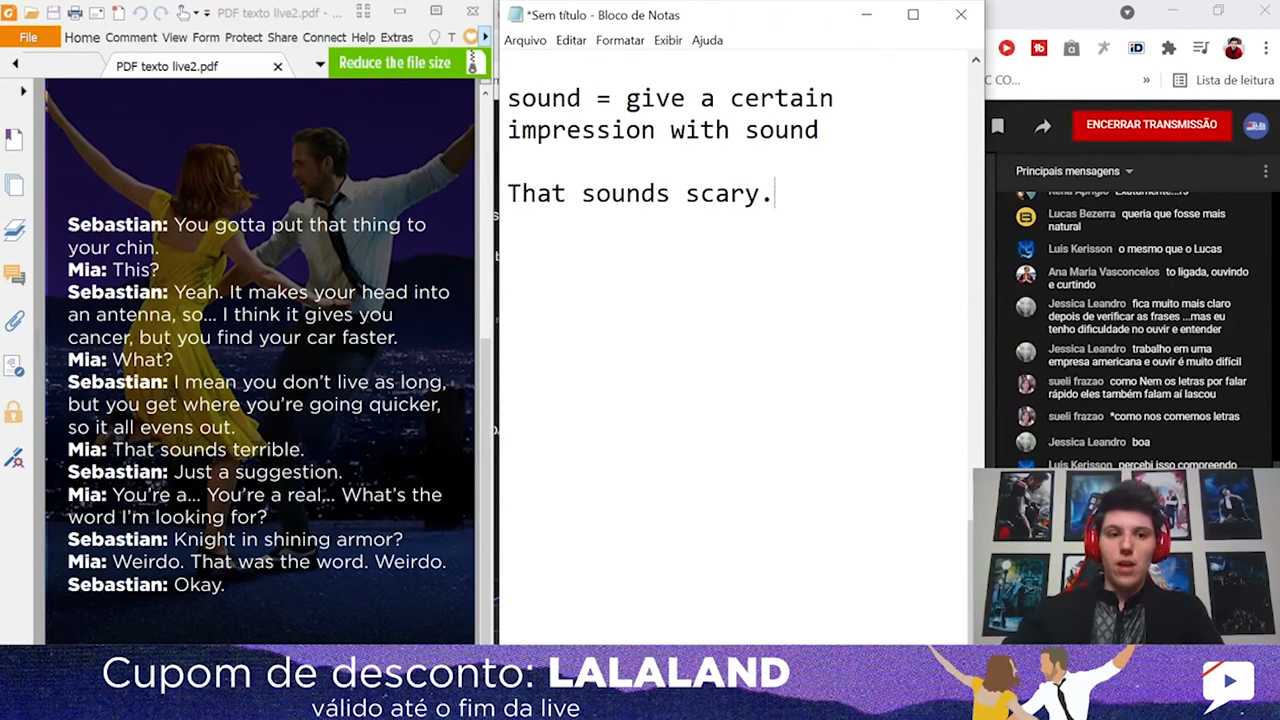 PDF texto live2.pdf - ...
File Home Comment View Form Protect Share Connect Help Extras
PDF texto live2.pdf
Reduce the file size
Sebastian: You gotta put that thing to
your chin.
Mia: This?
Sebastian: Yeah. It makes your head into
an antenna, so... I think it gives you
cancer, but you find your car faster.
Mia: What?
Sebastian: I mean you don't live as long,
but you get where you're going quicker,
so it all evens out.
Mia: That sounds terrible.
Sebastian: Just a suggestion.
Mia: You're a... You're a real... What's the
word I'm looking for?
Sebastian: Knight in shining armor?
Mia: Weirdo. That was the word. Weirdo.
Sebastian: Okay.
*Sem título - Bloco de Notas
Arquivo Editar Formatar Exibir Ajuda
sound = give a certain
impression with sound
That sounds scary.
iD
C CO...
» Lista de leitura
ENCERRAR TRANSMISSÃO
Principais mensagens
Lucas Bezerra queria que fosse mais
natural
Luis Kerisson o mesmo que o Lucas
Ana Maria Vasconcelos to ligada, ouvindo
e curtindo
Jessica Leandro fica muito mais claro
depois de verificar as frases ...mas eu
tenho dificuldade no ouvir e entender
Jessica Leandro trabalho em uma
empresa americana e ouvir é muito difícil
sueli frazao como Nem os letras por falar
rápido eles também falam aí lascou
sueli frazao *como nos comemos letras
Jessica Leandro boa
Luis Kerisson percebi isso compreendo
Cupom de desconto: LALALAND
válido até o fim da live